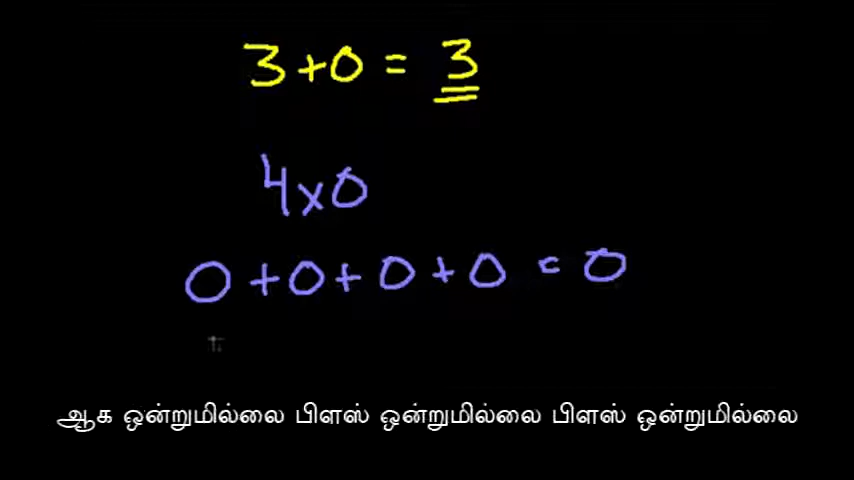 3+0 = 3
4x0
0 + 0 + 0 + 0 = 0
ஆக ஒன்றுமில்லை பிளஸ் ஒன்றுமில்லை பிளஸ் ஒன்றுமில்லை